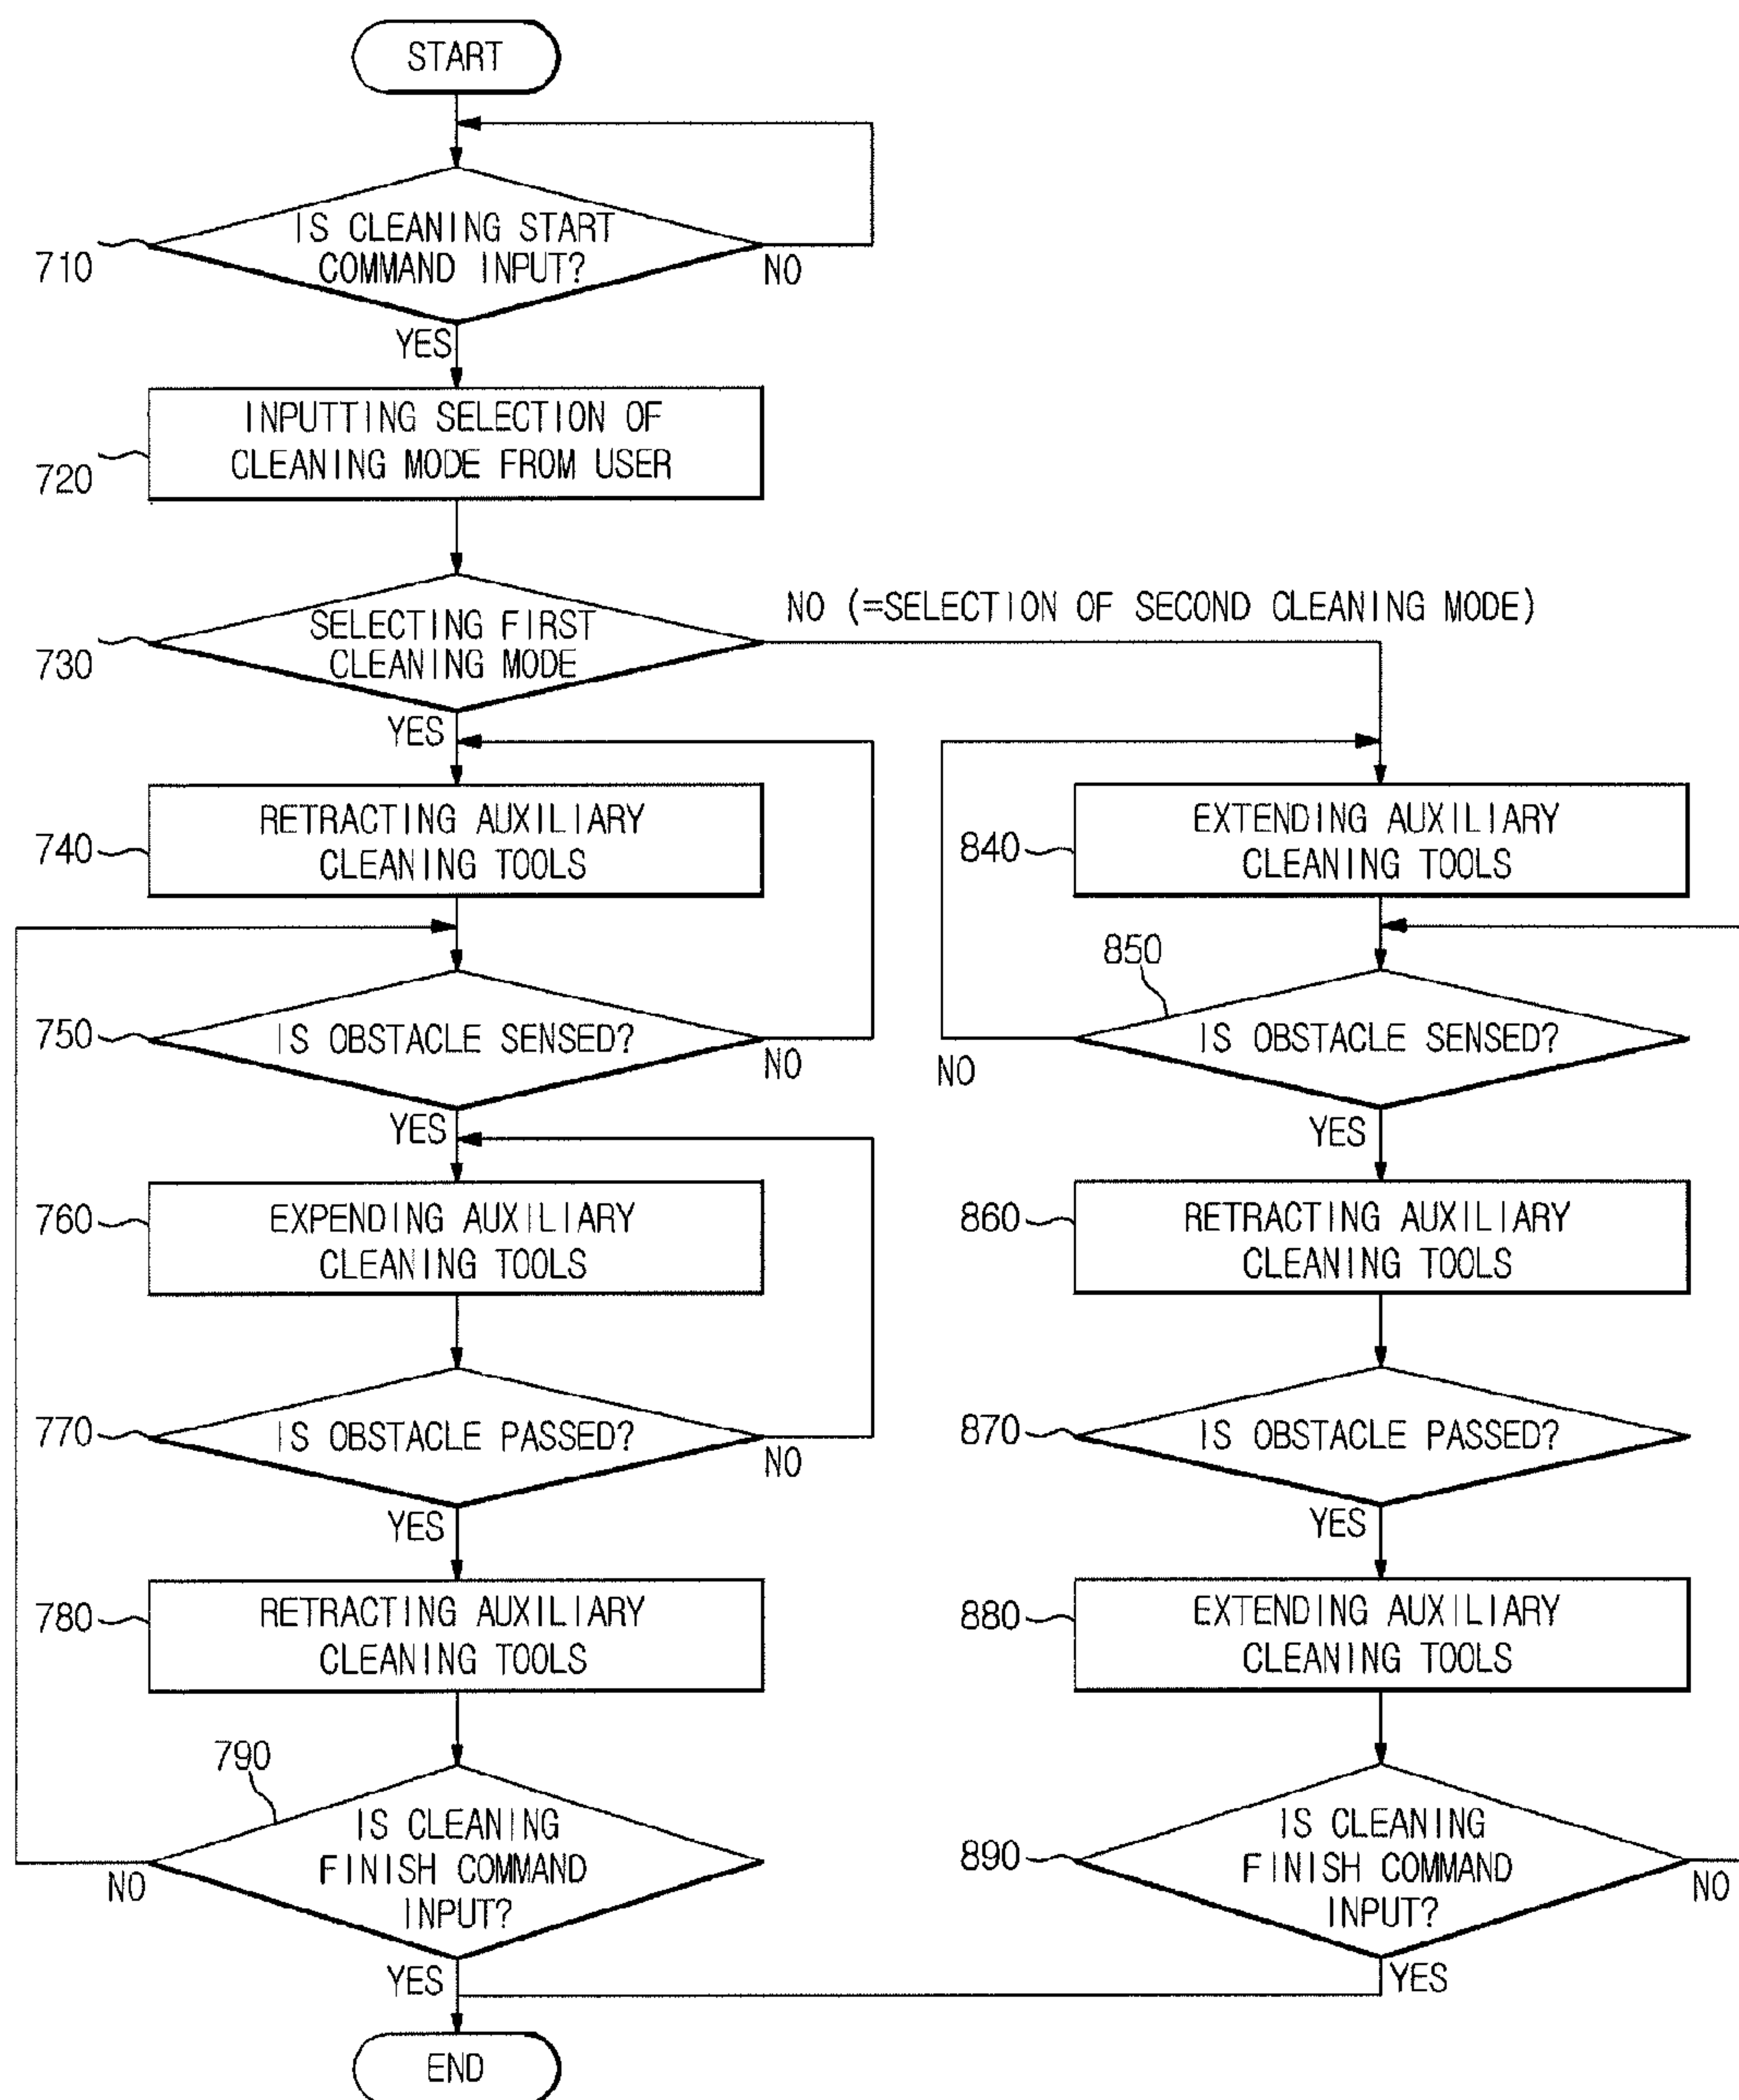 START
IS CLEANING START
COMMAND INPUT?
710
NO
YES
INPUTTING SELECTION OF
CLEANING MODE FROM USER
720
NO (=SELECTION OF SECOND CLEANING MODE)
SELECTING FIRST
CLEANING MODE
730
YES
RETRACTING AUXILIARY
CLEANING TOOLS
740
IS OBSTACLE SENSED?
750
NO
YES
EXPENDING AUXILIARY
CLEANING TOOLS
760
IS OBSTACLE PASSED?
770
NO
YES
RETRACTING AUXILIARY
CLEANING TOOLS
780
790
IS CLEANING
FINISH COMMAND
INPUT?
NO
YES
EXTENDING AUXILIARY
CLEANING TOOLS
840
850
IS OBSTACLE SENSED?
NO
YES
RETRACTING AUXILIARY
CLEANING TOOLS
860
IS OBSTACLE PASSED?
870
YES
EXTENDING AUXILIARY
CLEANING TOOLS
880
IS CLEANING
FINISH COMMAND
INPUT?
890
NO
YES
END